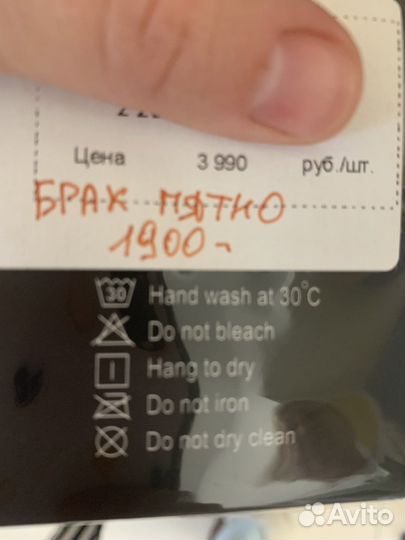 Цена 3 990 руб./шт.
БРАК ПЯТНО
1900-
30 Hand wash at 30°C
Do not bleach
Hang to dry
Do not iron
Do not dry clean
Avito